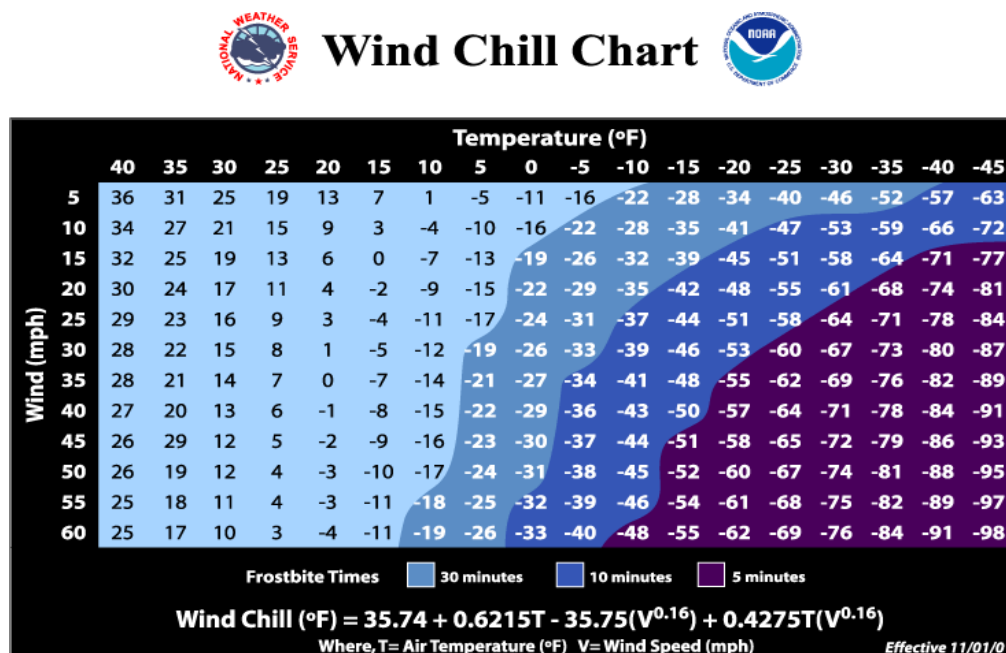 NATIONAL WEATHER SERVICE
Wind Chill Chart
NATIONAL OCEANIC AND ATMOSPHERIC ADMINISTRATION
NOAA
U.S. DEPARTMENT OF COMMERCE
Temperature (ºF)
40 35 30 25 20 15 10 5 0 -5 -10 -15 -20 -25 -30 -35 -40 -45
Wind (mph)
5 36 31 25 19 13 7 1 -5 -11 -16 -22 -28 -34 -40 -46 -52 -57 -63
10 34 27 21 15 9 3 -4 -10 -16 -22 -28 -35 -41 -47 -53 -59 -66 -72
15 32 25 19 13 6 0 -7 -13 -19 -26 -32 -39 -45 -51 -58 -64 -71 -77
20 30 24 17 11 4 -2 -9 -15 -22 -29 -35 -42 -48 -55 -61 -68 -74 -81
25 29 23 16 9 3 -4 -11 -17 -24 -31 -37 -44 -51 -58 -64 -71 -78 -84
30 28 22 15 8 1 -5 -12 -19 -26 -33 -39 -46 -53 -60 -67 -73 -80 -87
35 28 21 14 7 0 -7 -14 -21 -27 -34 -41 -48 -55 -62 -69 -76 -82 -89
40 27 20 13 6 -1 -8 -15 -22 -29 -36 -43 -50 -57 -64 -71 -78 -84 -91
45 26 29 12 5 -2 -9 -16 -23 -30 -37 -44 -51 -58 -65 -72 -79 -86 -93
50 26 19 12 4 -3 -10 -17 -24 -31 -38 -45 -52 -60 -67 -74 -81 -88 -95
55 25 18 11 4 -3 -11 -18 -25 -32 -39 -46 -54 -61 -68 -75 -82 -89 -97
60 25 17 10 3 -4 -11 -19 -26 -33 -40 -48 -55 -62 -69 -76 -84 -91 -98
Frostbite Times 30 minutes 10 minutes 5 minutes
Wind Chill (ºF) = 35.74 + 0.6215T - 35.75(V0.16) + 0.4275T(V0.16)
Where, T= Air Temperature (ºF) V= Wind Speed (mph) Effective 11/01/0